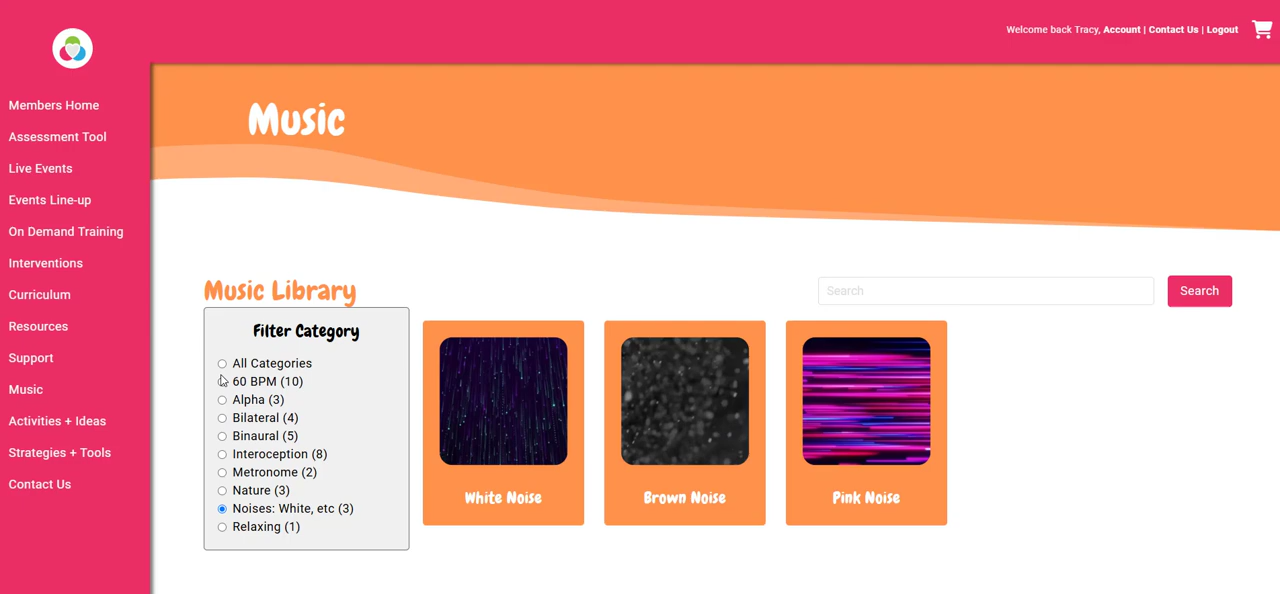 Welcome back Tracy, Account | Contact Us | Logout
Members Home
Assessment Tool
Live Events
Events Line-up
On Demand Training
Interventions
Curriculum
Resources
Support
Music
Activities + Ideas
Strategies + Tools
Contact Us
Music
Music Library
Search
Search
Filter Category
All Categories
60 BPM (10)
Alpha (3)
Bilateral (4)
Binaural (5)
Interoception (8)
Metronome (2)
Nature (3)
Noises: White, etc (3)
Relaxing (1)
White Noise
Brown Noise
Pink Noise